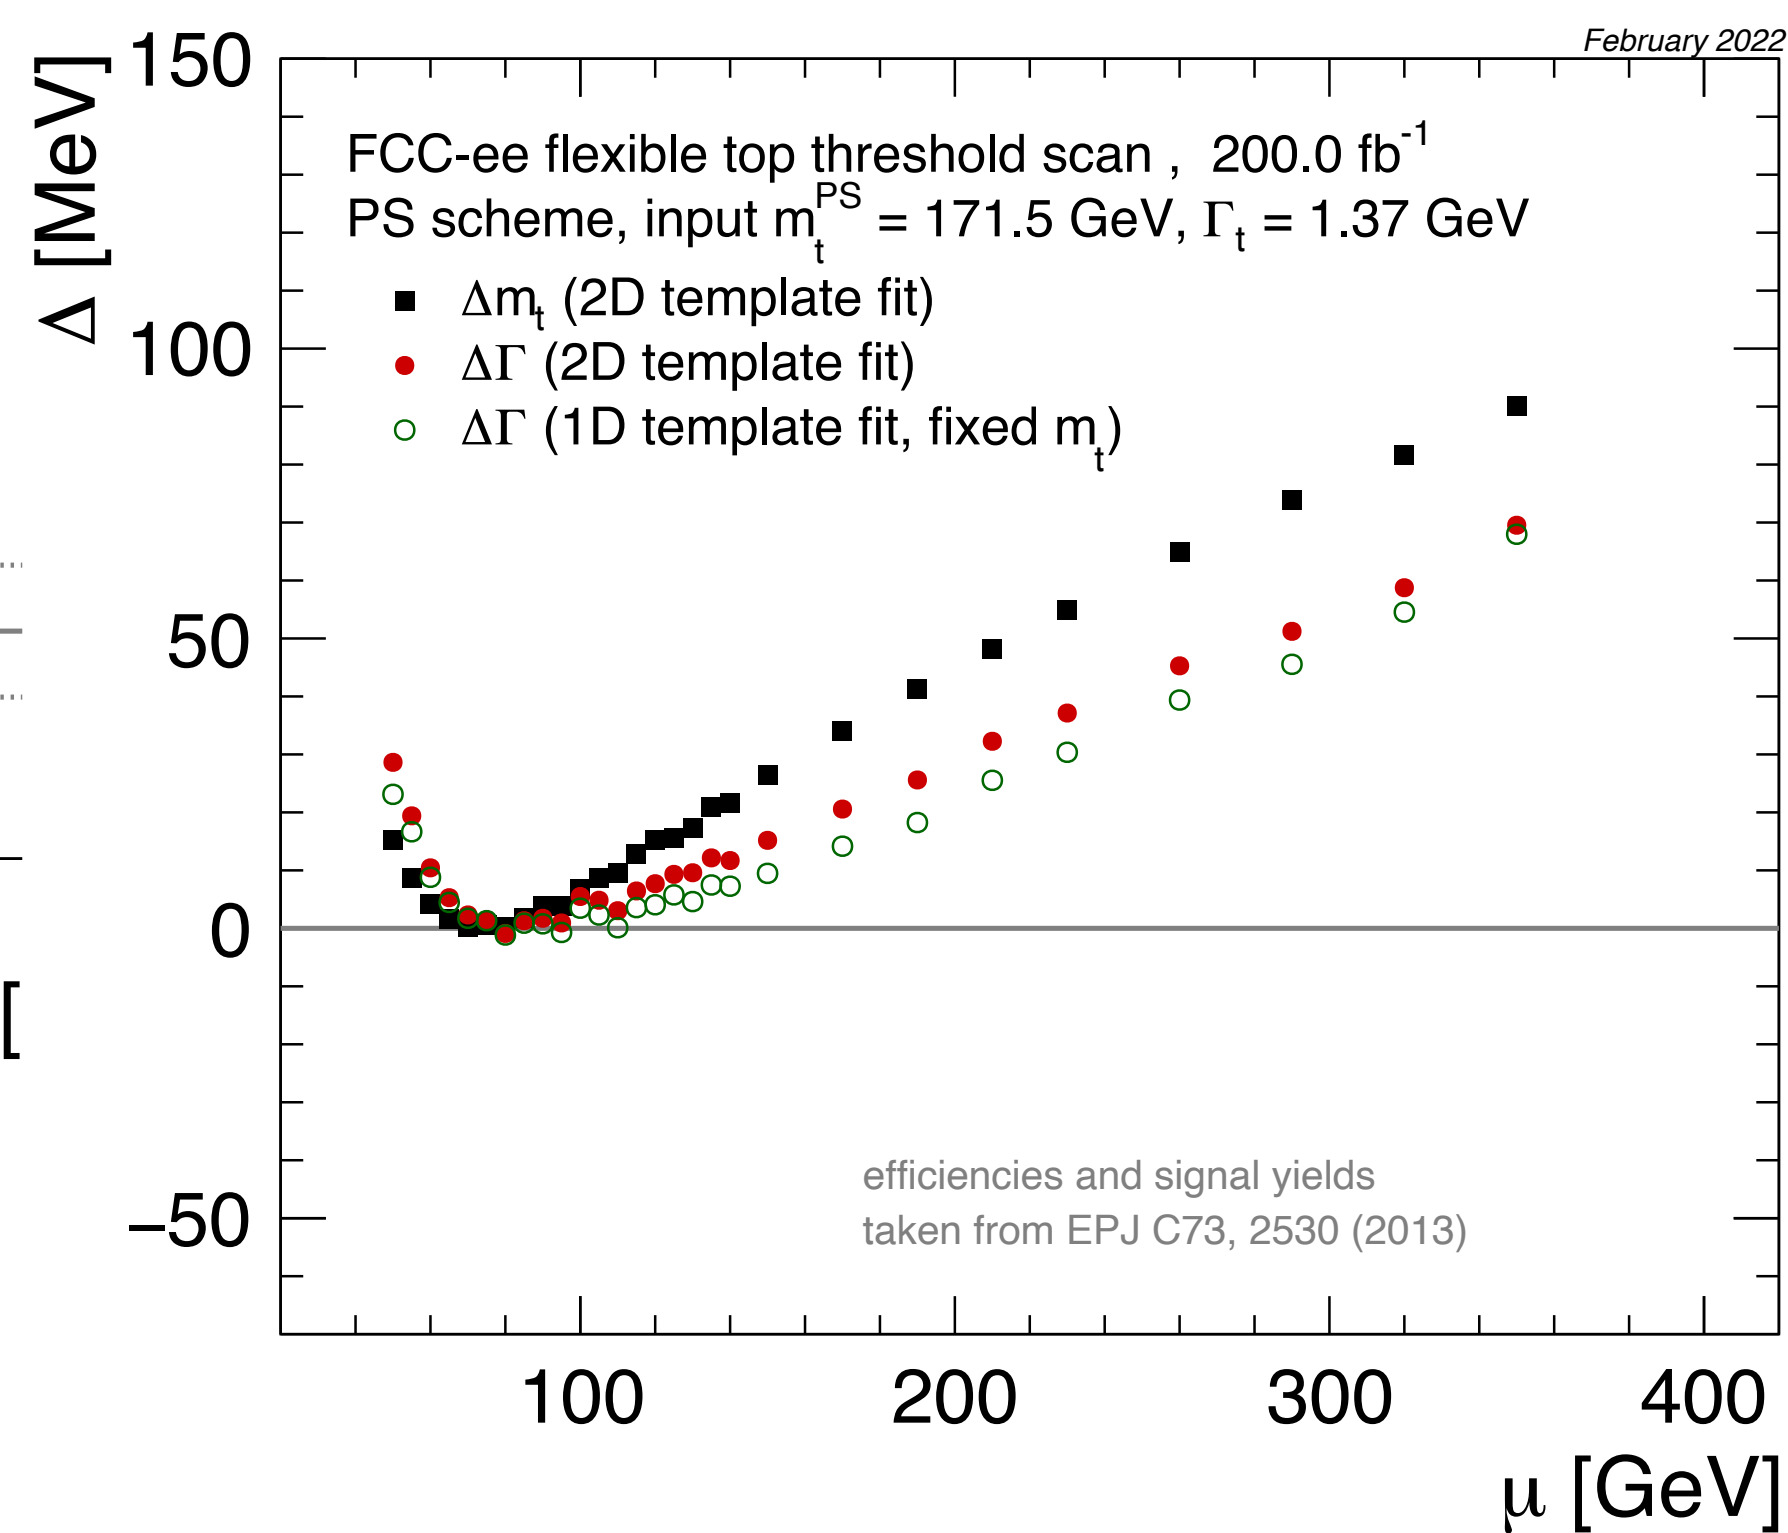 February 2022
Δ [MeV]
150
100
50
0
−50
FCC-ee flexible top threshold scan , 200.0 fb⁻¹
PS scheme, input mₜᴾˢ = 171.5 GeV, Γₜ = 1.37 GeV
Δmₜ (2D template fit)
ΔΓ (2D template fit)
ΔΓ (1D template fit, fixed mₜ)
efficiencies and signal yields
taken from EPJ C73, 2530 (2013)
[
100 200 300 400
μ [GeV]